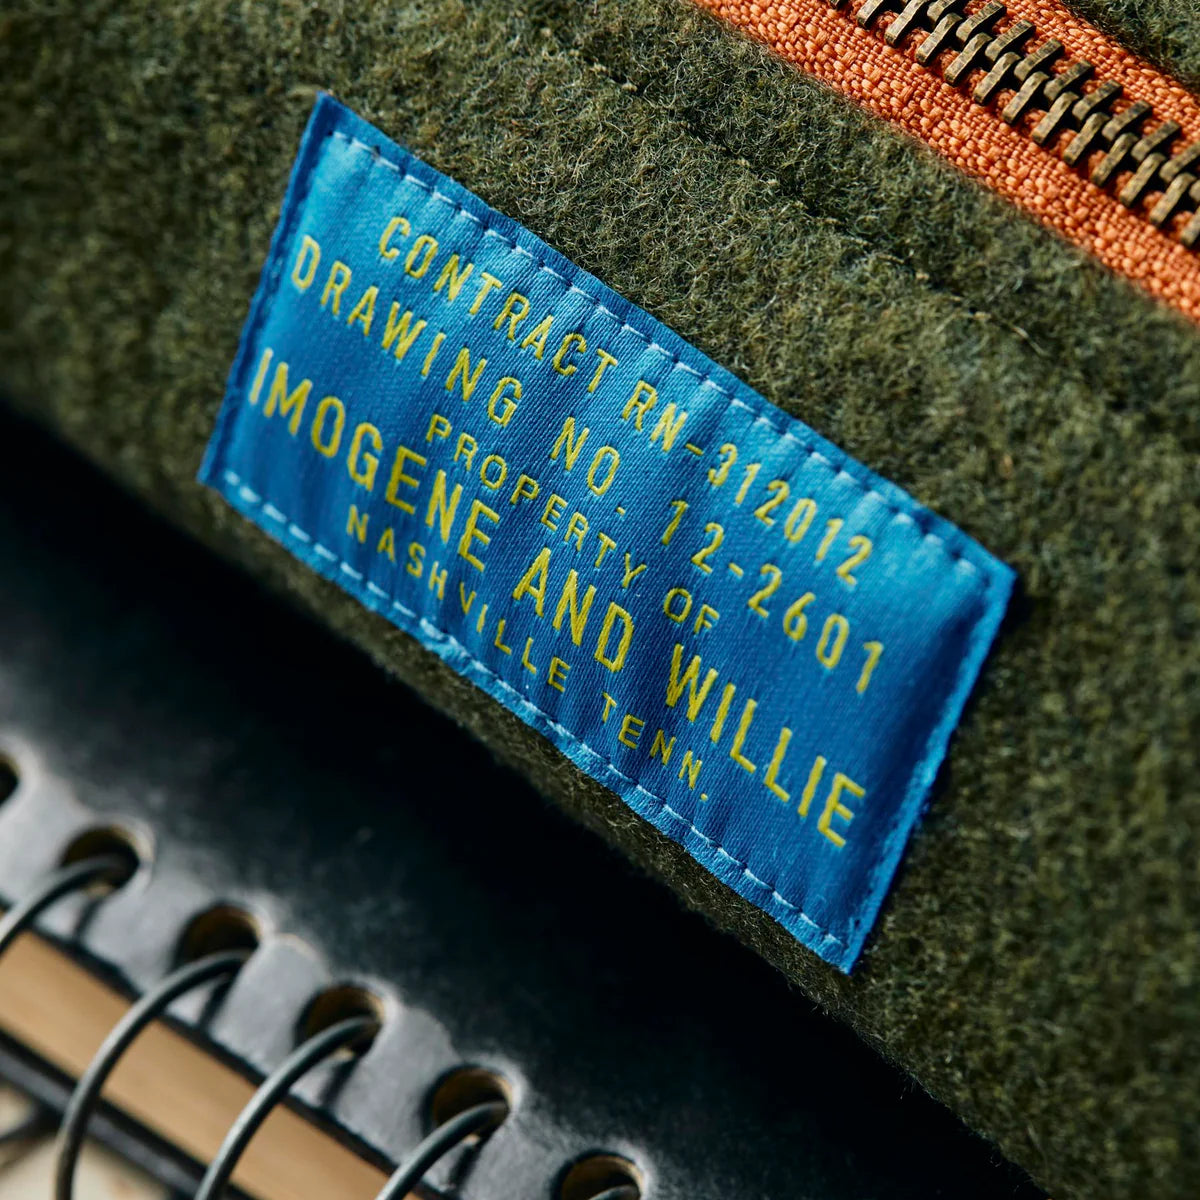 CONTRACT RN-312012
DRAWING NO. 12-2601
PROPERTY OF
IMOGENE AND WILLIE
NASHVILLE TENN.